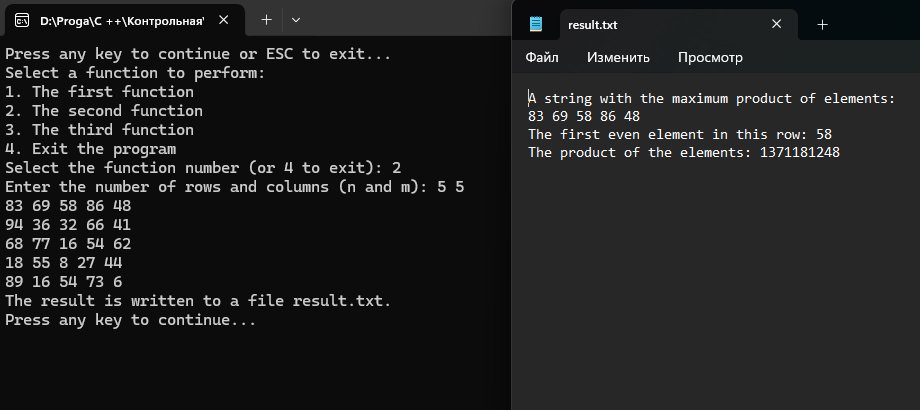 D:\Proga\C ++\Контрольная
Press any key to continue or ESC to exit...
Select a function to perform:
1. The first function
2. The second function
3. The third function
4. Exit the program
Select the function number (or 4 to exit): 2
Enter the number of rows and columns (n and m): 5 5
83 69 58 86 48
94 36 32 66 41
68 77 16 54 62
18 55 8 27 44
89 16 54 73 6
The result is written to a file result.txt.
Press any key to continue...
result.txt
Файл Изменить Просмотр
A string with the maximum product of elements:
83 69 58 86 48
The first even element in this row: 58
The product of the elements: 1371181248